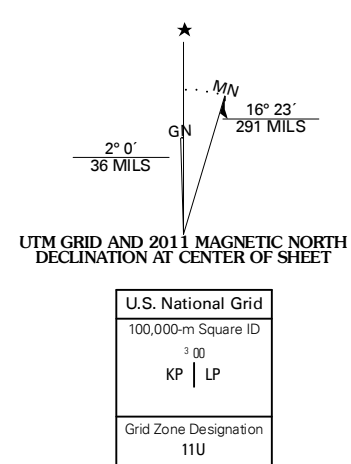 ★
MN
GN
16° 23´
291 MILS
2° 0´
36 MILS
UTM GRID AND 2011 MAGNETIC NORTH
DECLINATION AT CENTER OF SHEET
U.S. National Grid
100,000-m Square ID
3 00
KP LP
Grid Zone Designation
11U